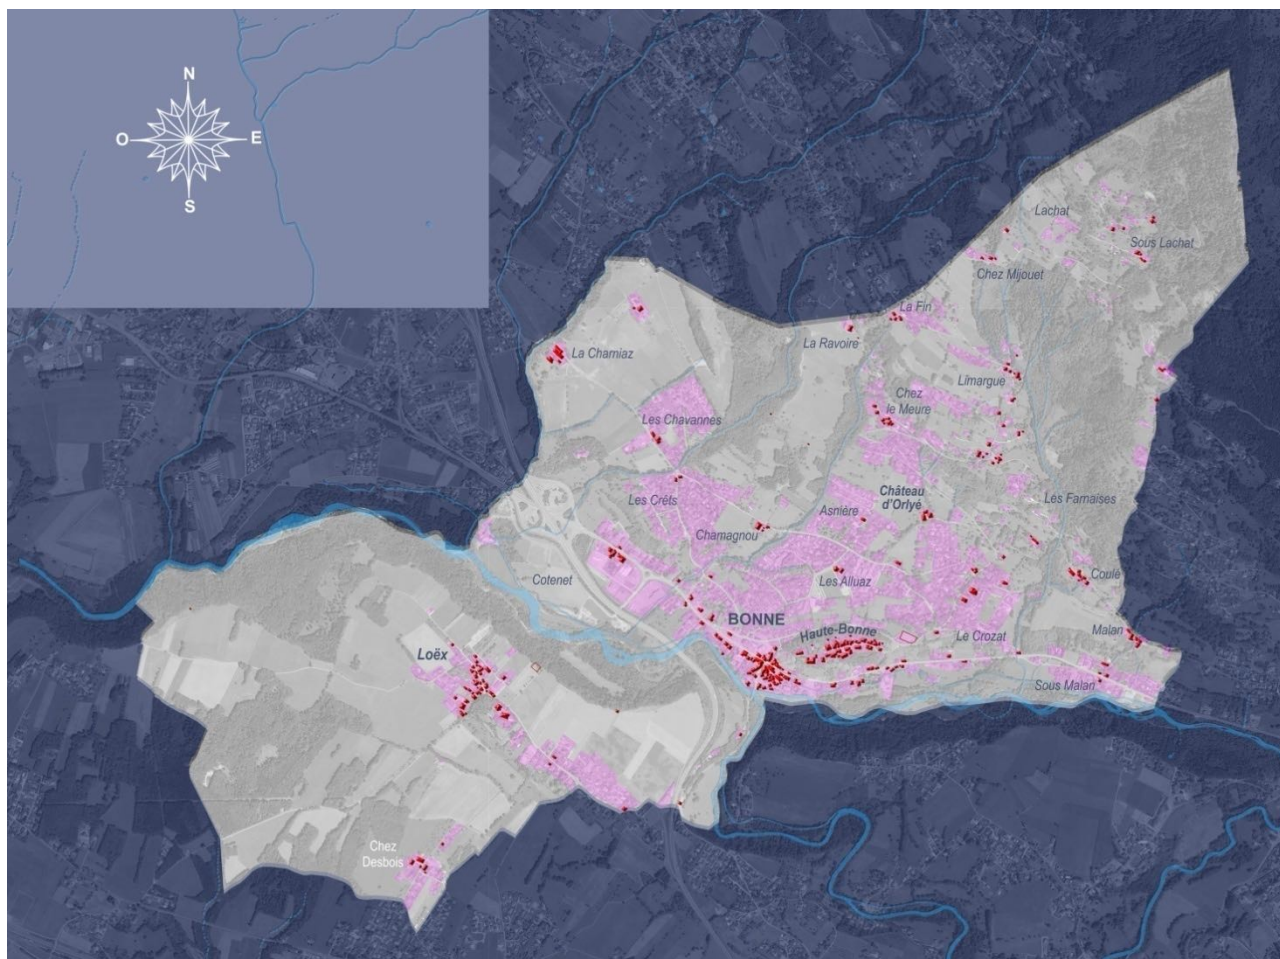 N
O
E
S
Lachat
Sous Lachat
Chez Mijouet
La Fin
La Ravoire
La Charniaz
Limargue
Chez
le Meure
Les Chavannes
Château
d'Orlyé
Les Crêts
Les Farnaises
Asnière
Chamagnou
Cotenet
Les Alluaz
Coulé
BONNE
Haute-Bonne
Le Crozat
Malan
Loëx
Sous Malan
Chez
Desbois